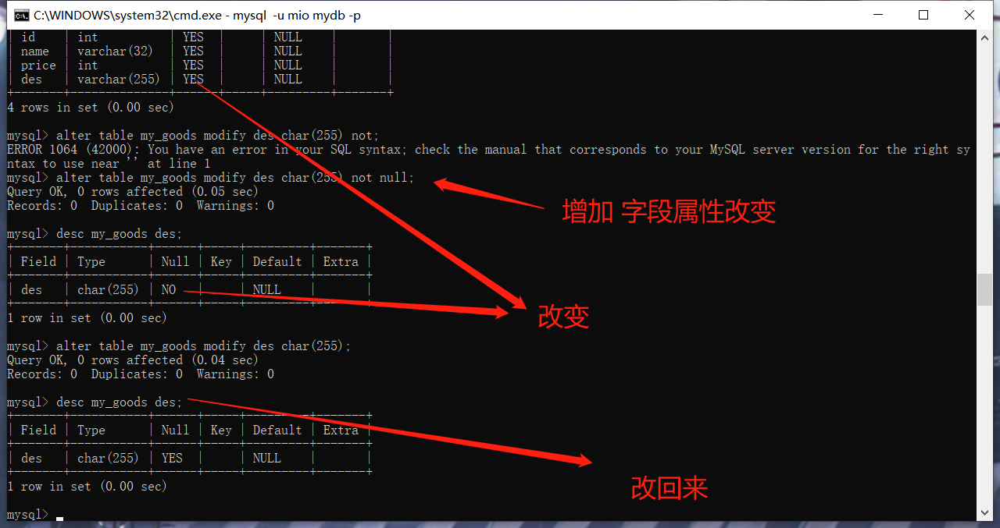 C:\WINDOWS\system32\cmd.exe - mysql  -u mio mydb -p
| id    | int          | YES  |     | NULL    |       |
| name  | varchar(32)  | YES  |     | NULL    |       |
| price | int          | YES  |     | NULL    |       |
| des   | varchar(255) | YES  |     | NULL    |       |
+-------+--------------+------+-----+---------+-------+
4 rows in set (0.00 sec)
mysql> alter table my_goods modify des char(255) not;
ERROR 1064 (42000): You have an error in your SQL syntax; check the manual that corresponds to your MySQL server version for the right sy
ntax to use near '' at line 1
mysql> alter table my_goods modify des char(255) not null;
Query OK, 0 rows affected (0.05 sec)
Records: 0  Duplicates: 0  Warnings: 0
增加 字段属性改变
mysql> desc my_goods des;
+-------+-----------+------+-----+---------+-------+
| Field | Type      | Null | Key | Default | Extra |
+-------+-----------+------+-----+---------+-------+
| des   | char(255) | NO   |     | NULL    |       |
+-------+-----------+------+-----+---------+-------+
1 row in set (0.00 sec)
改变
mysql> alter table my_goods modify des char(255);
Query OK, 0 rows affected (0.04 sec)
Records: 0  Duplicates: 0  Warnings: 0
mysql> desc my_goods des;
+-------+-----------+------+-----+---------+-------+
| Field | Type      | Null | Key | Default | Extra |
+-------+-----------+------+-----+---------+-------+
| des   | char(255) | YES  |     | NULL    |       |
+-------+-----------+------+-----+---------+-------+
1 row in set (0.00 sec)
改回来
mysql>